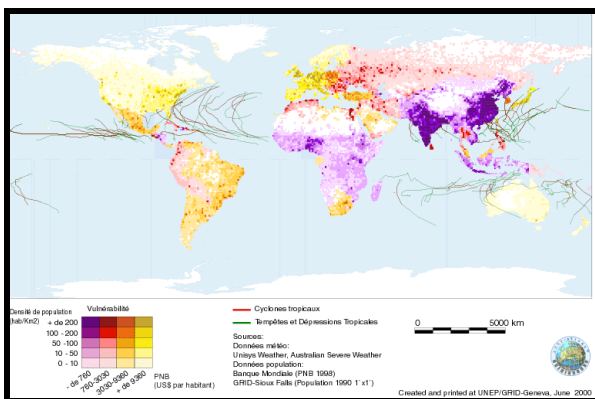 Densité de population
(hab/Km2)
Vulnérabilité
+ de 200
100 - 200
50 -100
10 - 50
0 - 10
- de 760
760-3030
3030-9360
+ de 9360
PNB
(US$ par habitant)
Cyclones tropicaux
Tempêtes et Dépressions Tropicales
Sources:
Données météo:
Unisys Weather, Australian Severe Weather
Données population:
Banque Mondiale (PNB 1998)
GRID-Sioux Falls (Population 1990 1´x1´)
0 5000 km
Created and printed at UNEP/GRID-Geneva, June 2000